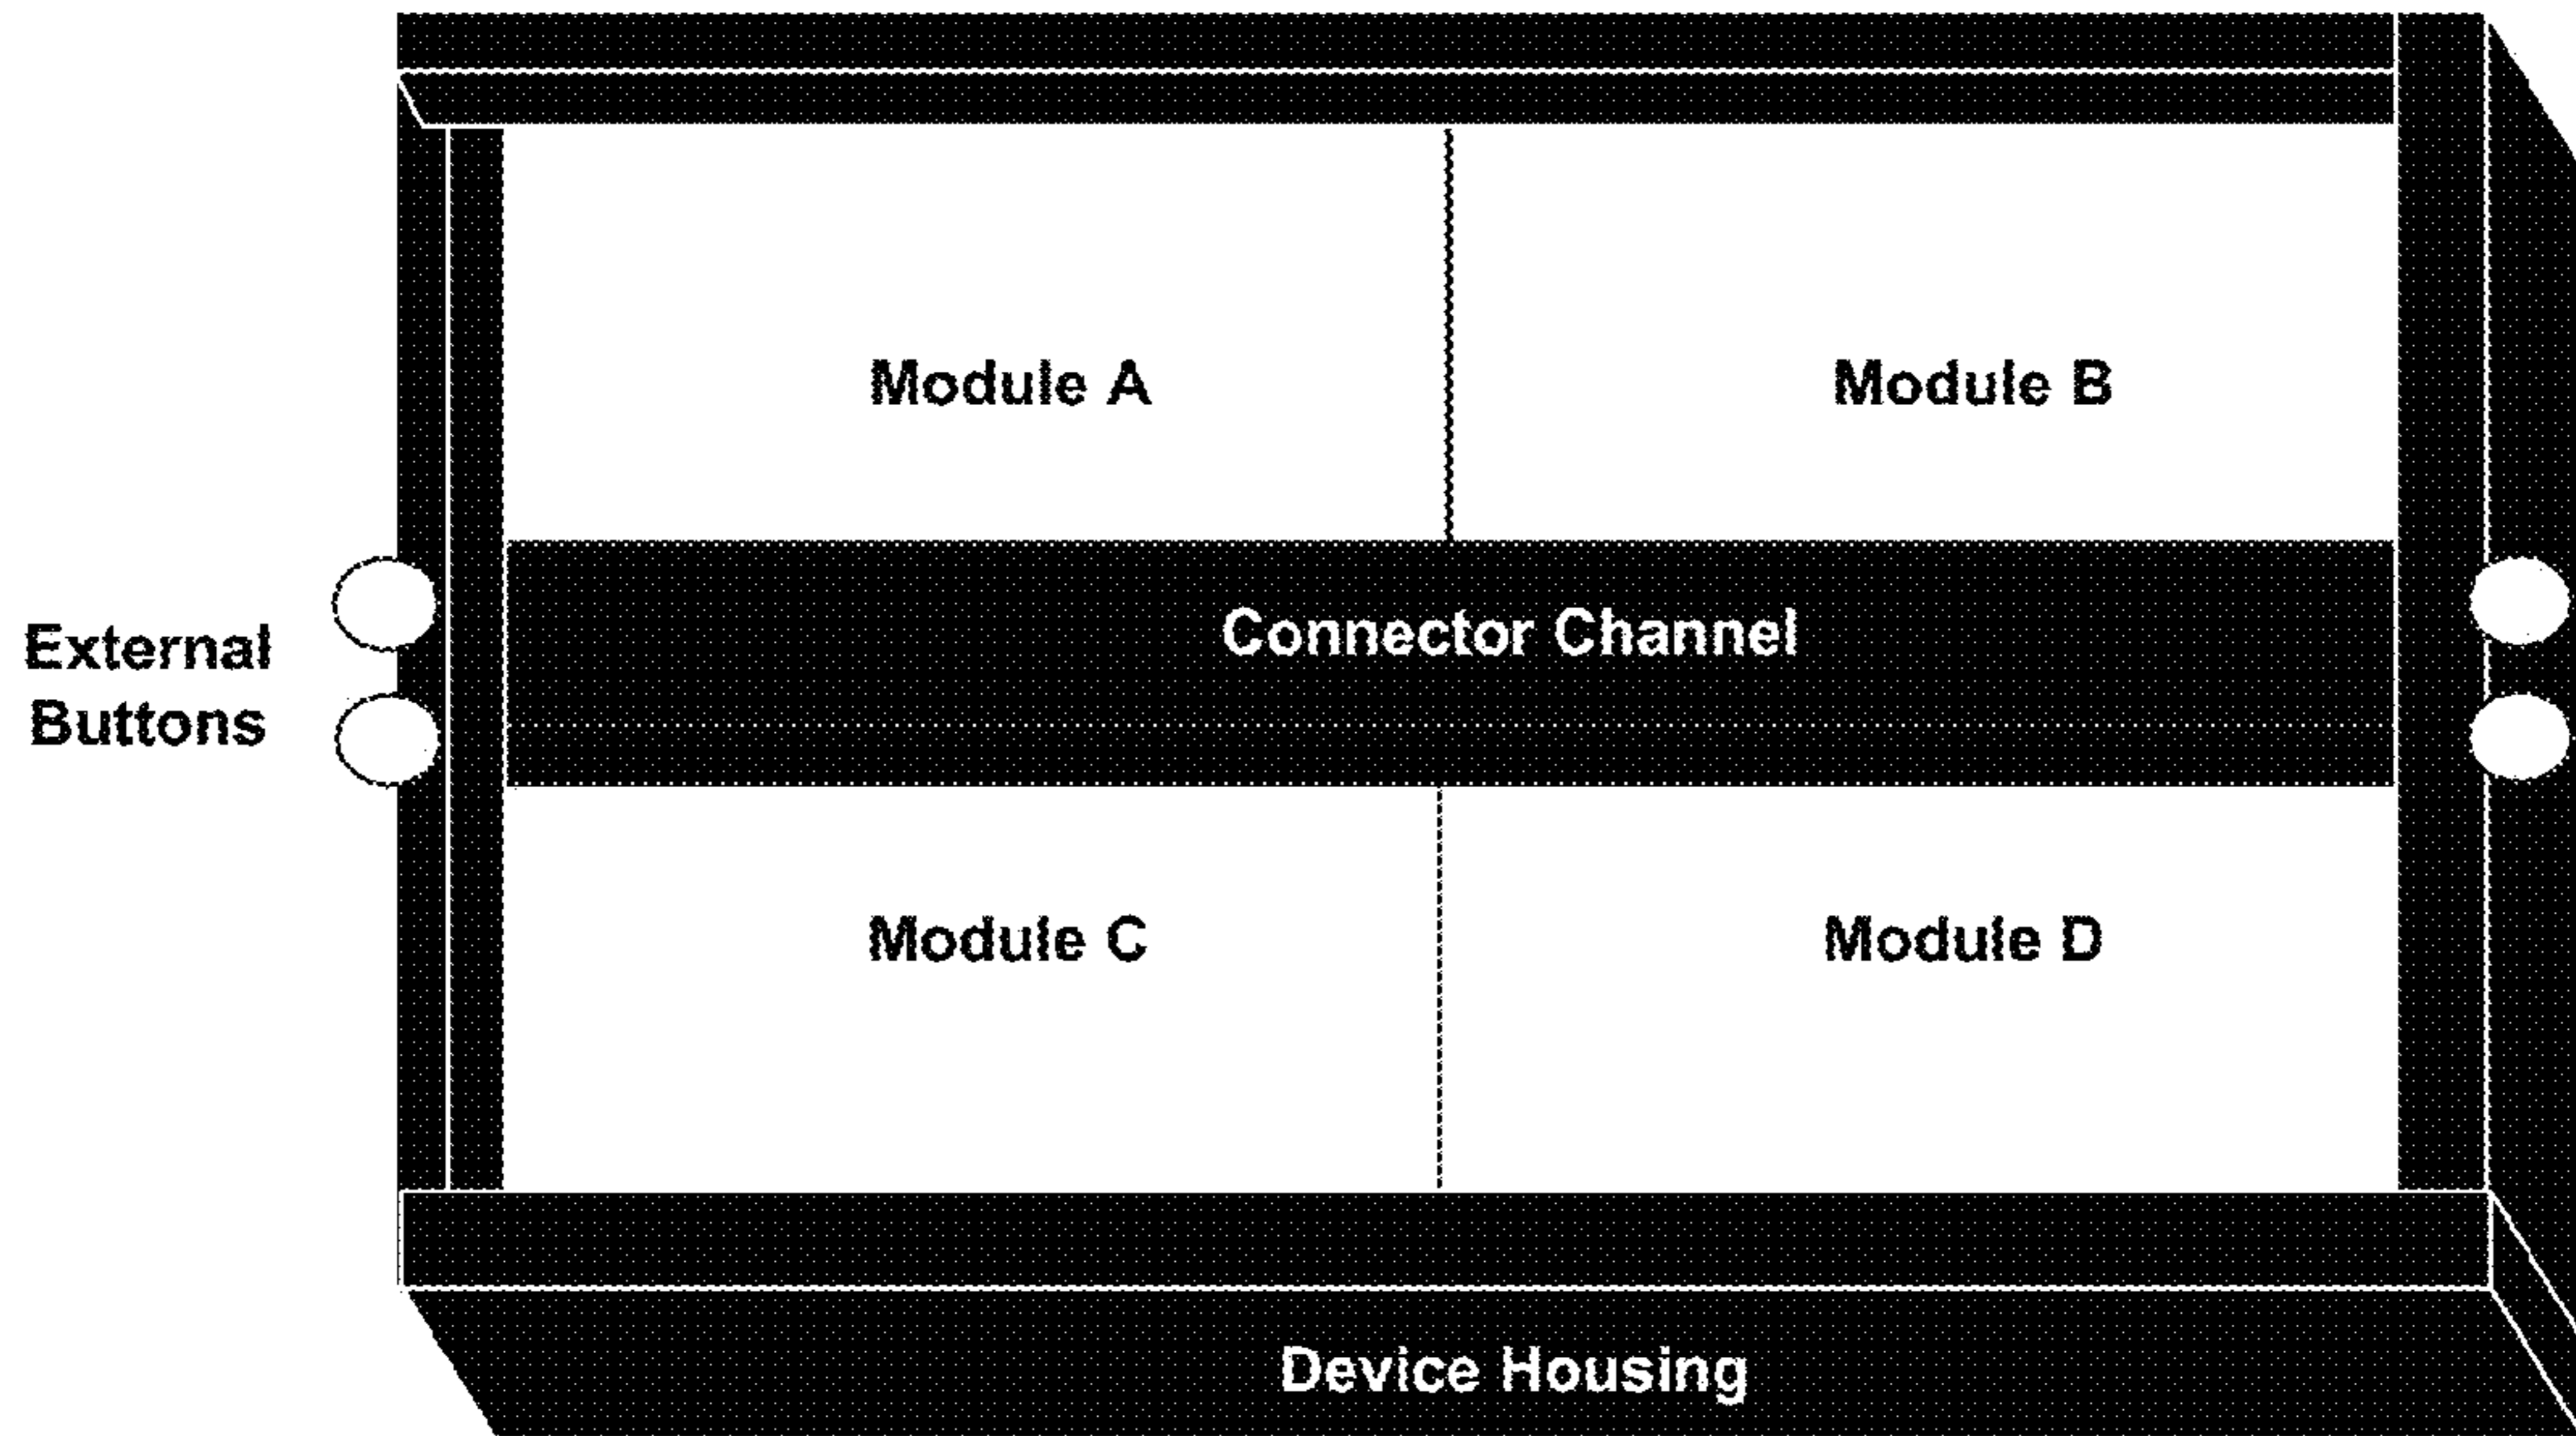 Module A
Module B
Connector Channel
External
Buttons
Module C
Module D
Device Housing